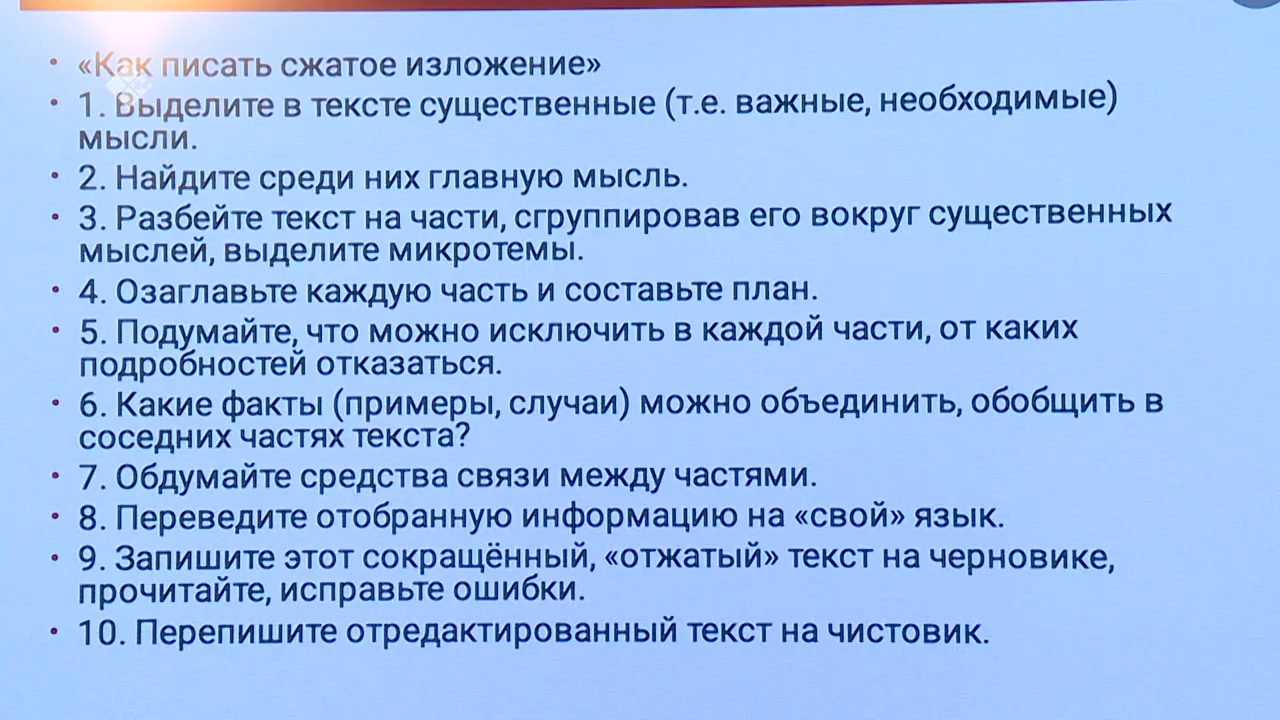 «Как писать сжатое изложение»
1. Выделите в тексте существенные (т.е. важные, необходимые)
мысли.
2. Найдите среди них главную мысль.
3. Разбейте текст на части, сгруппировав его вокруг существенных
мыслей, выделите микротемы.
4. Озаглавьте каждую часть и составьте план.
5. Подумайте, что можно исключить в каждой части, от каких
подробностей отказаться.
6. Какие факты (примеры, случаи) можно объединить, обобщить в
соседних частях текста?
7. Обдумайте средства связи между частями.
8. Переведите отобранную информацию на «свой» язык.
9. Запишите этот сокращённый, «отжатый» текст на черновике,
прочитайте, исправьте ошибки.
10. Перепишите отредактированный текст на чистовик.